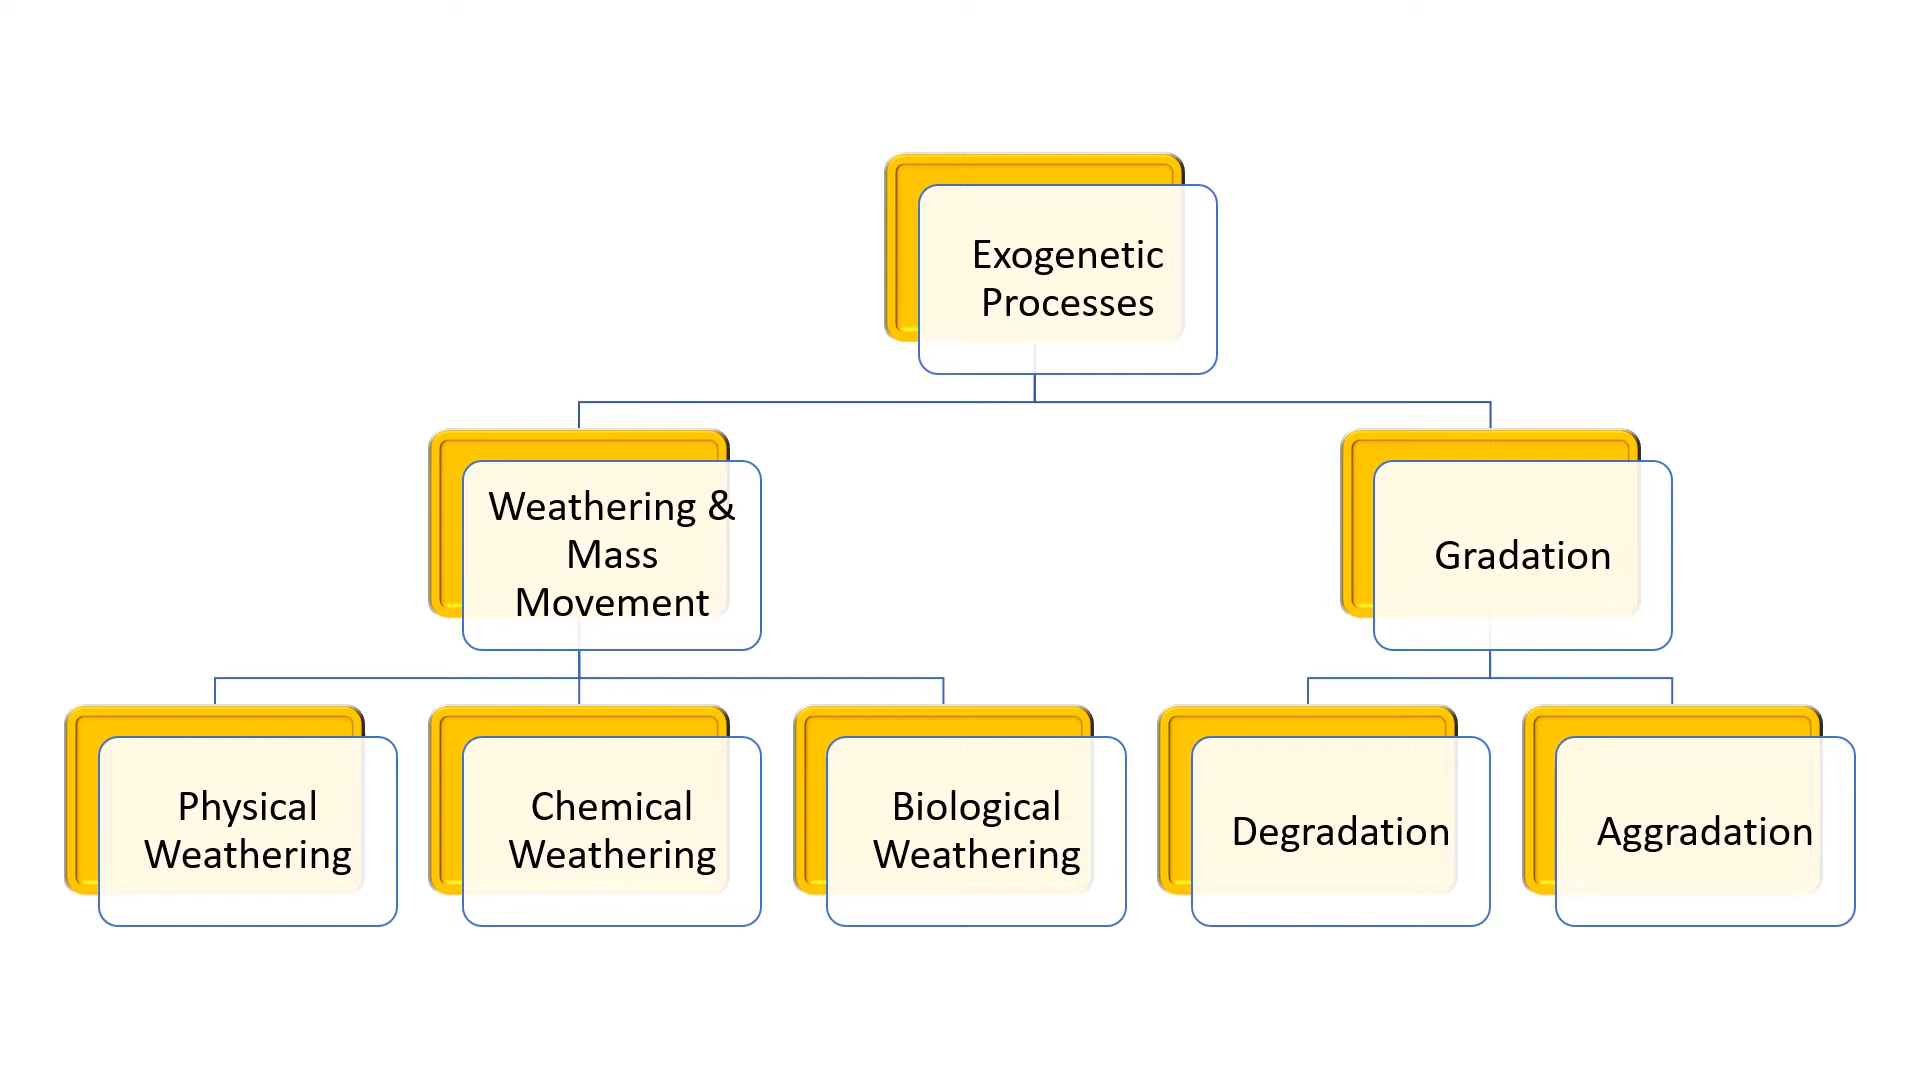 Exogenetic
Processes
Weathering &
Mass
Movement
Gradation
Physical
Weathering
Chemical
Weathering
Biological
Weathering
Degradation
Aggradation